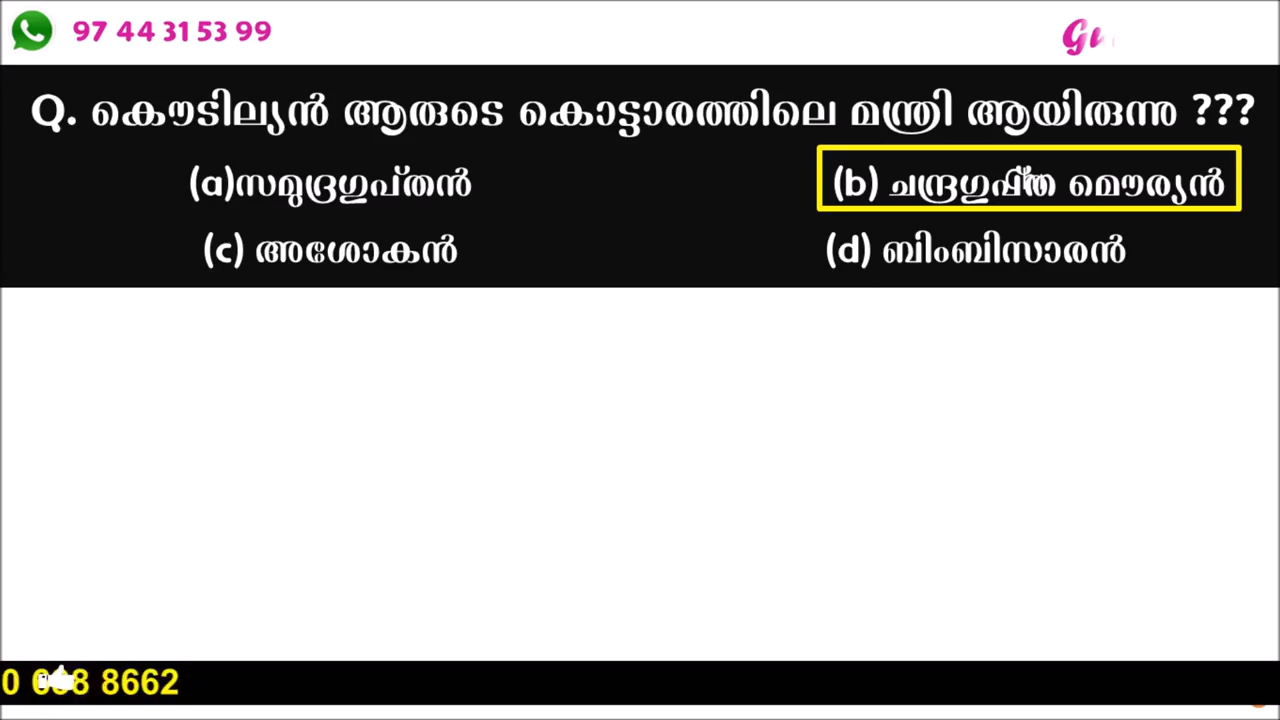 97 44 31 53 99
Q. കൌടില്യൻ ആരുടെ കൊട്ടാരത്തിലെ മന്ത്രി ആയിരുന്നു ???
(a)സമുദ്രഗുപ്തൻ
(b) ചന്ദ്രഗുപ്ത മൌര്യൻ
(c) അശോകൻ
(d) ബിംബിസാരൻ
8662